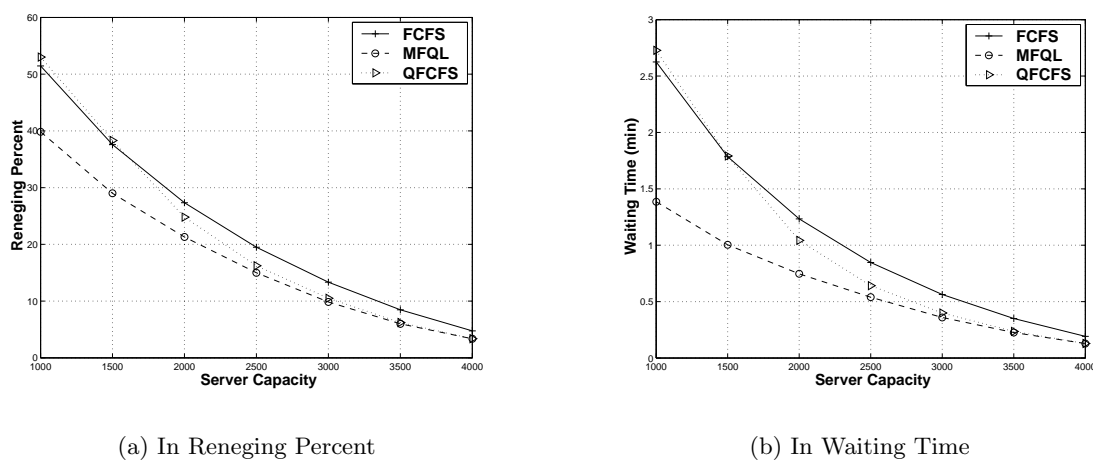 60
50
40
30
20
10
0
Reneging Percent
FCFS
MFQL
QFCFS
1000 1500 2000 2500 3000 3500 4000
Server Capacity
(a) In Reneging Percent
3
2.5
2
1.5
1
0.5
0
Waiting Time (min)
FCFS
MFQL
QFCFS
1000 1500 2000 2500 3000 3500 4000
Server Capacity
(b) In Waiting Time